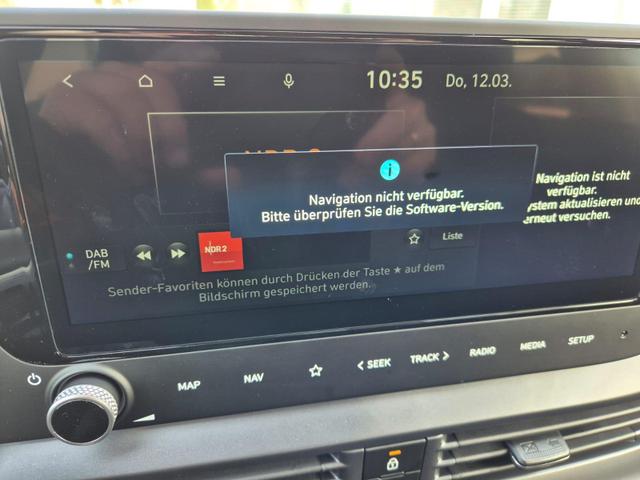 10:35 Do, 12.03.
Navigation nicht verfügbar.
Bitte überprüfen Sie die Software-Version.
Navigation ist nicht
verfügbar.
ystem aktualisieren und
erneut versuchen.
DAB
/FM
NDR 2
Liste
Sender-Favoriten können durch Drücken der Taste ★ auf dem
Bildschirm gespeichert werden.
MAP NAV < SEEK TRACK > RADIO MEDIA SETUP